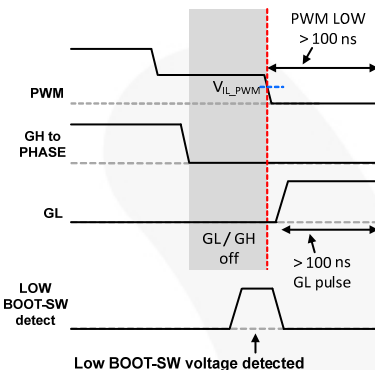 PWM LOW
> 100 ns
VIL_PWM
PWM
GH to
PHASE
GL
GL / GH
off
> 100 ns
GL pulse
LOW
BOOT-SW
detect
Low BOOT-SW voltage detected